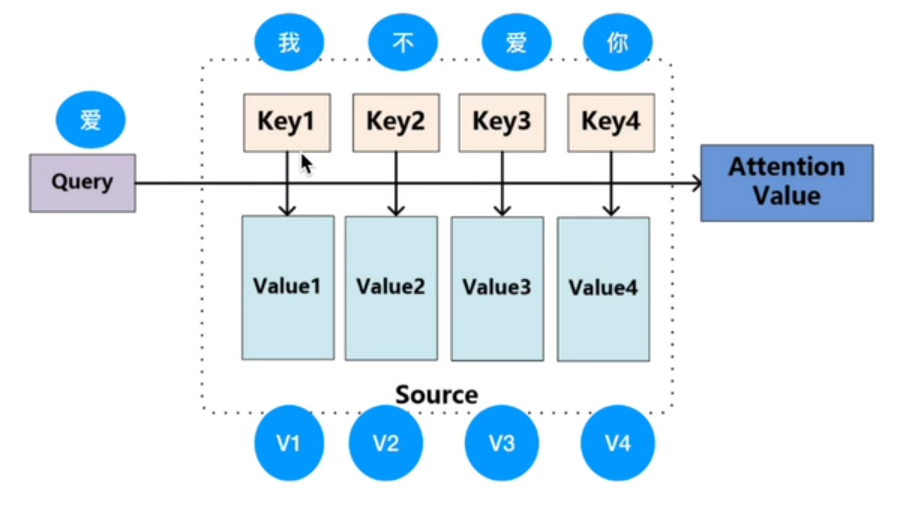 我 不 爱 你
爱
Key1 Key2 Key3 Key4
Query
Attention
Value
Value1 Value2 Value3 Value4
Source
V1 V2 V3 V4